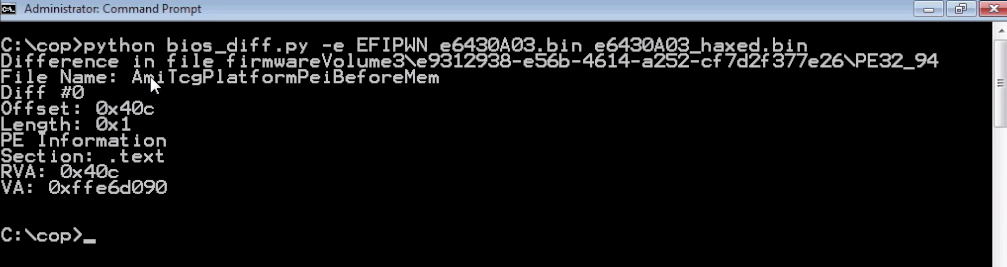 Administrator: Command Prompt
C:\cop>python bios_diff.py -e EFIPWN e6430A03.bin e6430A03_haxed.bin
Difference in file firmwareVolume3\e9312938-e56b-4614-a252-cf7d2f377e26\PE32_94
File Name: AmiTcgPlatformPeiBeforeMem
Diff #0
Offset: 0x40c
Length: 0x1
PE Information
Section: .text
RVA: 0x40c
VA: 0xffe6d090
C:\cop>_